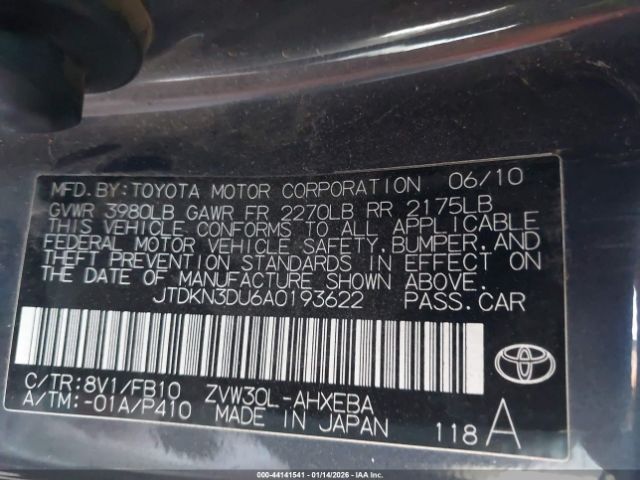 MFD.BY:TOYOTA MOTOR CORPORATION 06/10
GVWR 3980LB GAWR FR 2270LB RR 2175LB
THIS VEHICLE CONFORMS TO ALL APPLICABLE
FEDERAL MOTOR VEHICLE SAFETY, BUMPER, AND
THEFT PREVENTION STANDARDS IN EFFECT ON
THE DATE OF MANUFACTURE SHOWN ABOVE.
JTDKN3DU6A0193622 PASS.CAR
C/TR:8V1/FB10 ZVW30L-AHXEBA
A/TM:-01A/P410 MADE IN JAPAN 118A
000-44141541 - 01/14/2026 - IAA Inc.